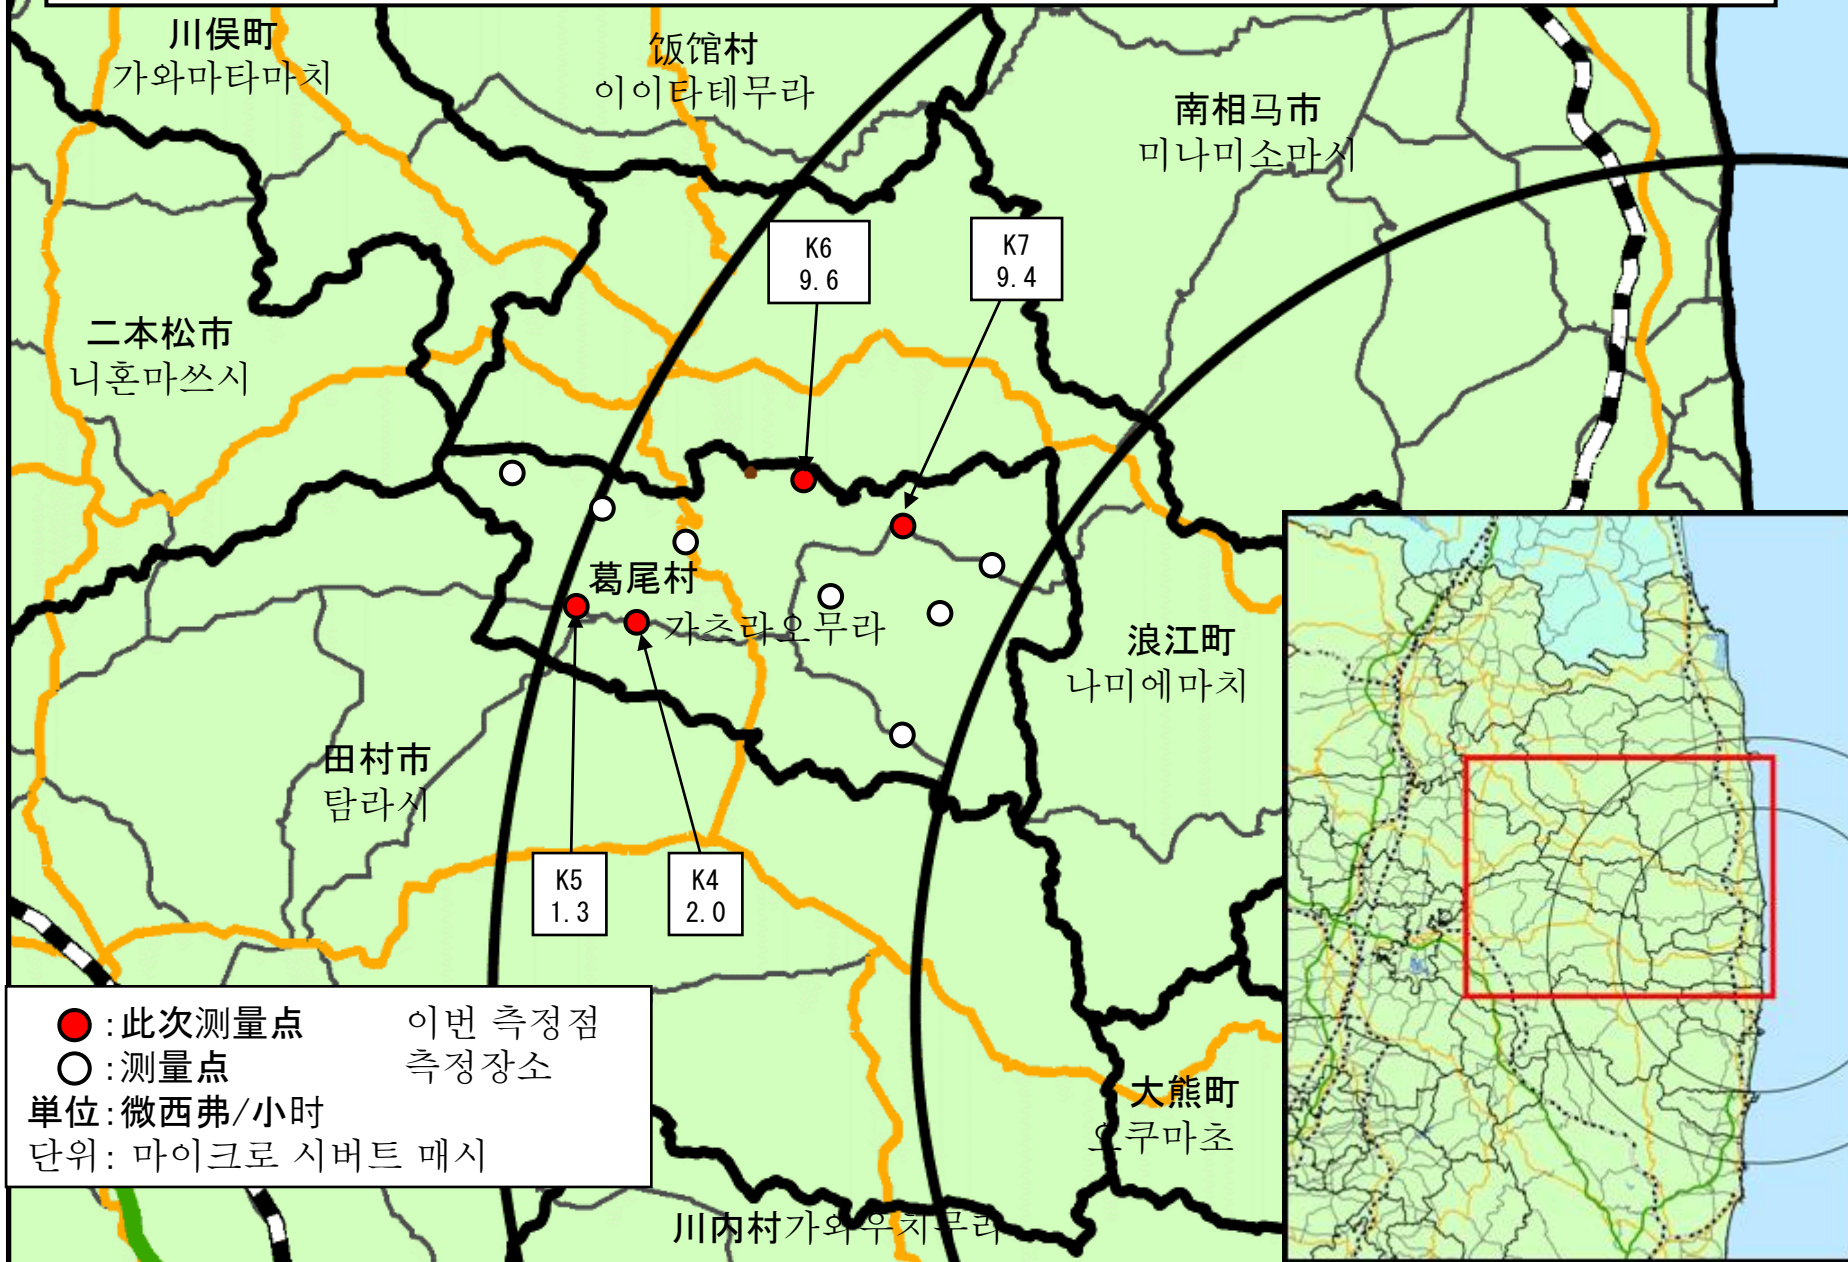 川俣町
가와마타마치
饭馆村
이이타테무라
南相马市
미나미소마시
K6
9.6
K7
9.4
二本松市
니혼마쓰시
葛尾村
가츠라오무라
浪江町
나미에마치
田村市
탐라시
K5
1.3
K4
2.0
:此次测量点 이번 측정점
:测量点 측정장소
単位:微西弗/小时
단위: 마이크로 시버트 매시
大熊町
오쿠마초
川内村가와우치무라